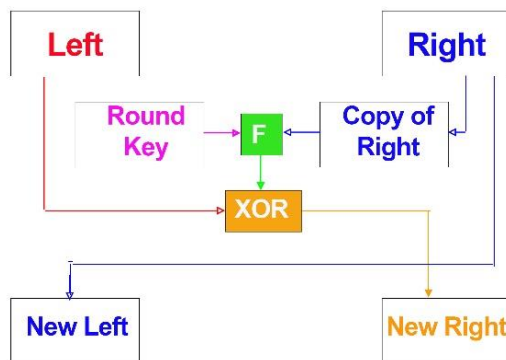 Left
Right
Round
Key
F
Copy of
Right
XOR
New Left
New Right